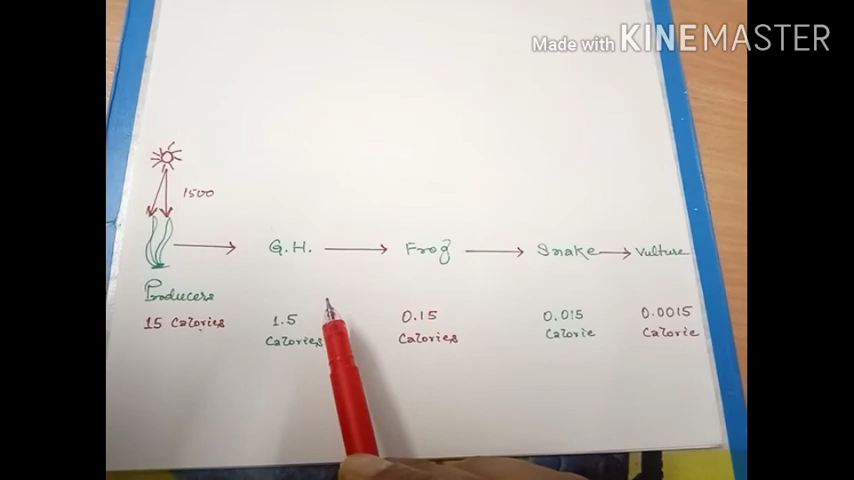 Made with KINEMASTER
1500
G.H. Frog Snake Vulture
Producers
15 Calories 1.5 Calories 0.15 Calories 0.015 Calorie 0.0015 Calorie